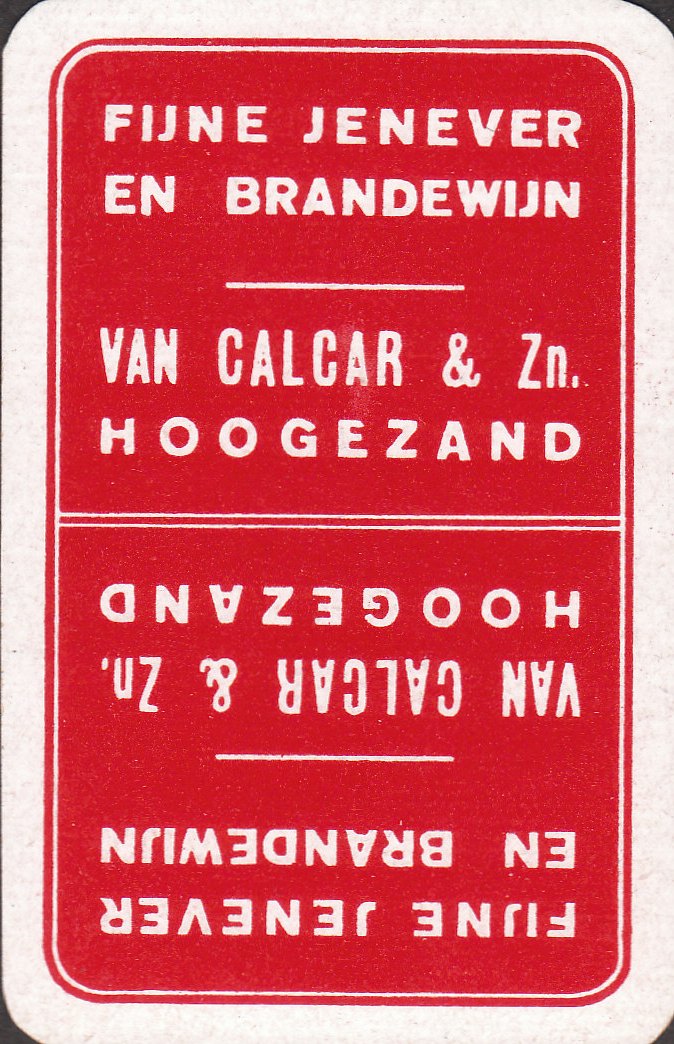 FIJNE JENEVER
EN BRANDEWIJN
VAN CALCAR & Zn.
HOOGEZAND
FIJNE JENEVER
EN BRANDEWIJN
VAN CALCAR & Zn.
HOOGEZAND